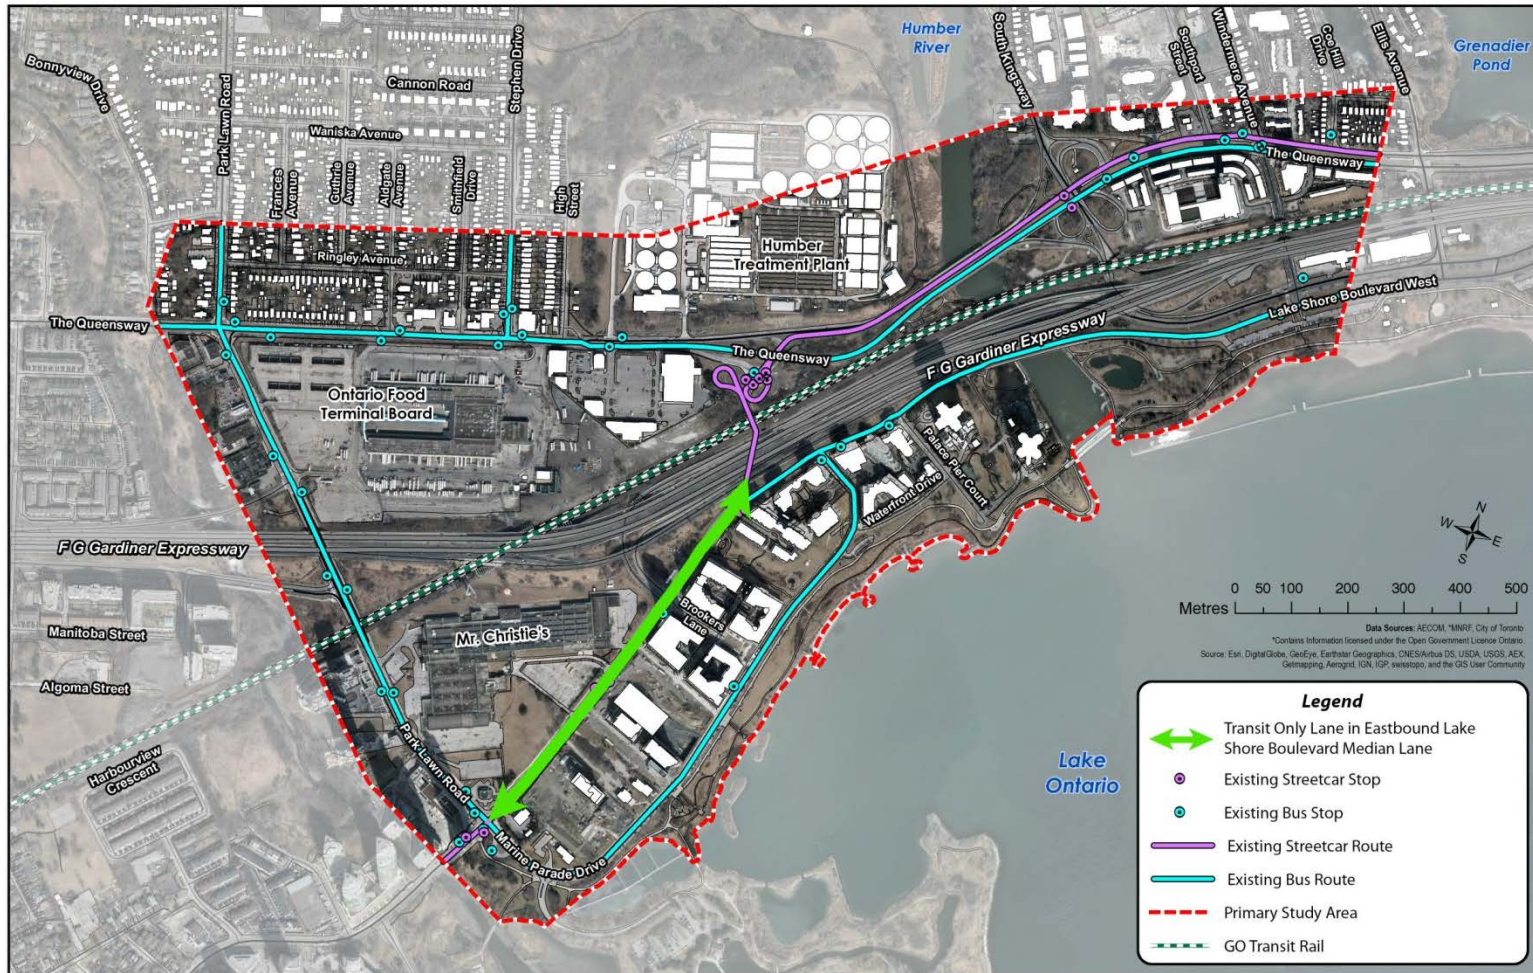 Humber
River
Grenadier
Pond
Bonnyview Drive
Park Lawn Road
Cannon Road
Waniska Avenue
Stephen Drive
South Kingsway
Southport
Street
Windermere Avenue
Coe Hill
Drive
Ellis Avenue
Frances
Avenue
Guthrie
Avenue
Aldgate
Avenue
Smithfield
Drive
High
Street
Ringley Avenue
Humber
Treatment Plant
The Queensway
The Queensway
The Queensway
Lake Shore Boulevard West
F G Gardiner Expressway
Ontario Food
Terminal Board
Palace Pier Court
Waterfront Drive
F G Gardiner Expressway
Manitoba Street
Mr. Christie's
Brookers
Lane
Algoma Street
Harbourview
Crescent
Park Lawn Road
Marine Parade Drive
Lake
Ontario
N
W
E
S
0 50 100 200 300 400 500
Metres
Data Sources: AECOM, *MNRF, City of Toronto
*Contains Information licensed under the Open Government Licence Ontario.
Source: Esri, DigitalGlobe, GeoEye, Earthstar Geographics, CNES/Airbus DS, USDA, USGS, AEX,
Getmapping, Aerogrid, IGN, IGP, swisstopo, and the GIS User Community
Legend
Transit Only Lane in Eastbound Lake
Shore Boulevard Median Lane
Existing Streetcar Stop
Existing Bus Stop
Existing Streetcar Route
Existing Bus Route
Primary Study Area
GO Transit Rail